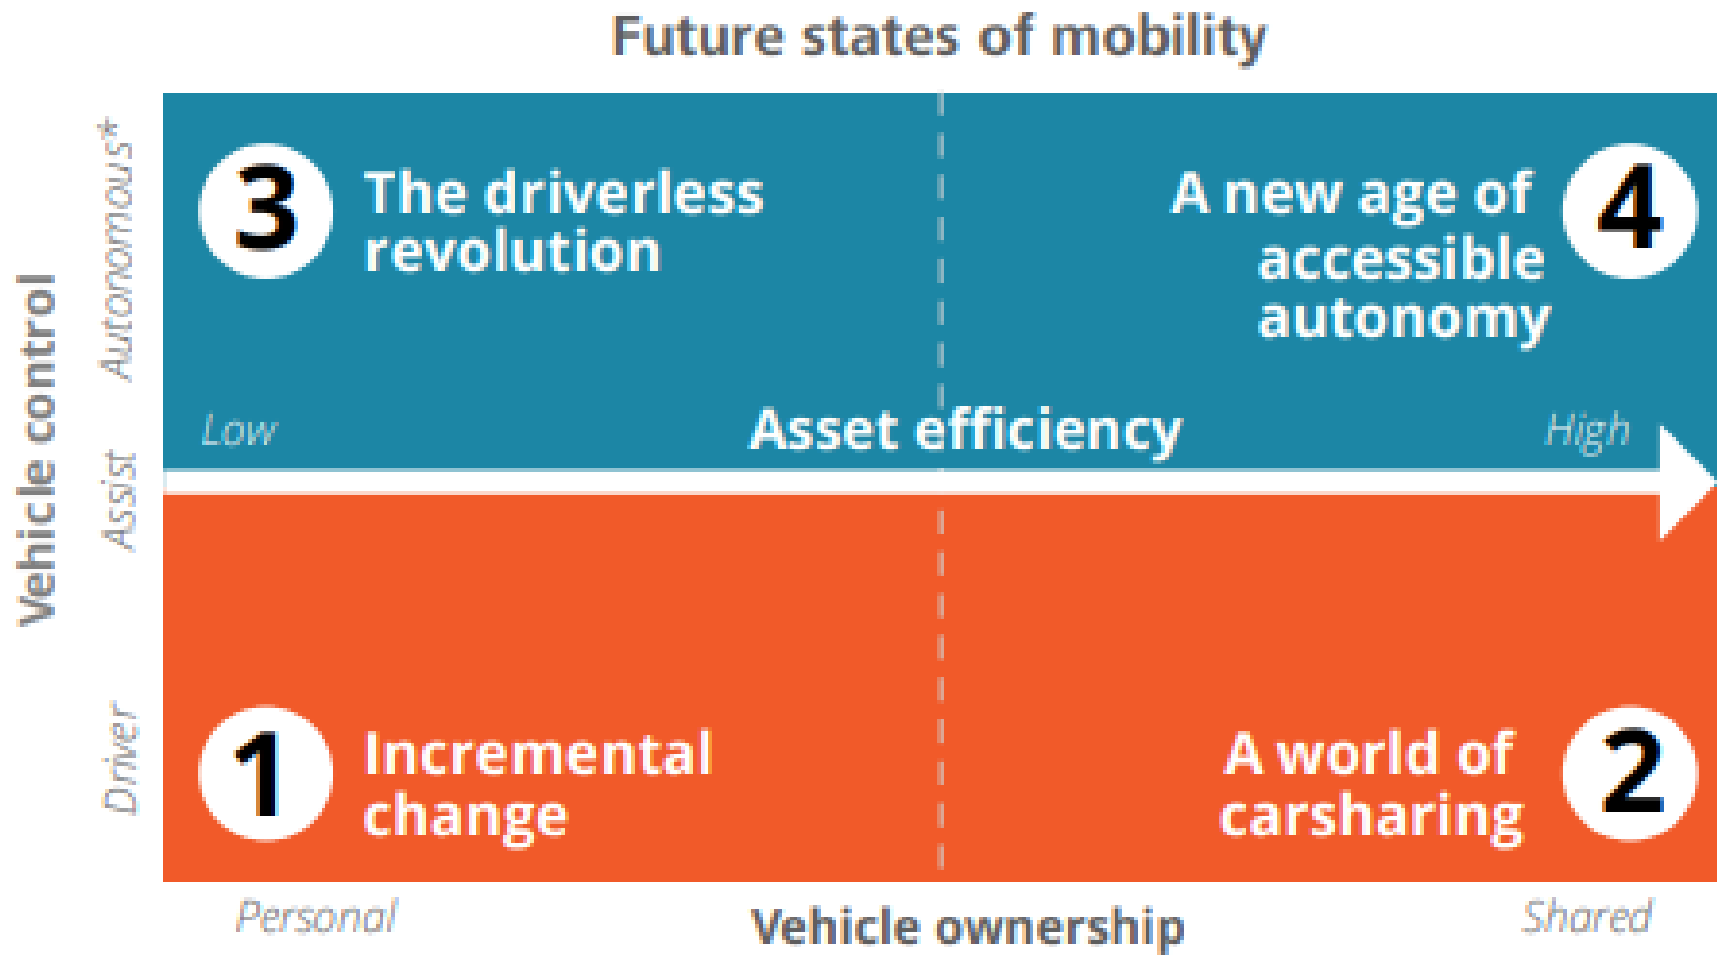 Future states of mobility
3
The driverless
revolution
A new age of
accessible
autonomy
4
Low
Asset efficiency
High
1
Incremental
change
A world of
carsharing
2
Vehicle control
Autonomous*
Assist
Driver
Personal
Vehicle ownership
Shared